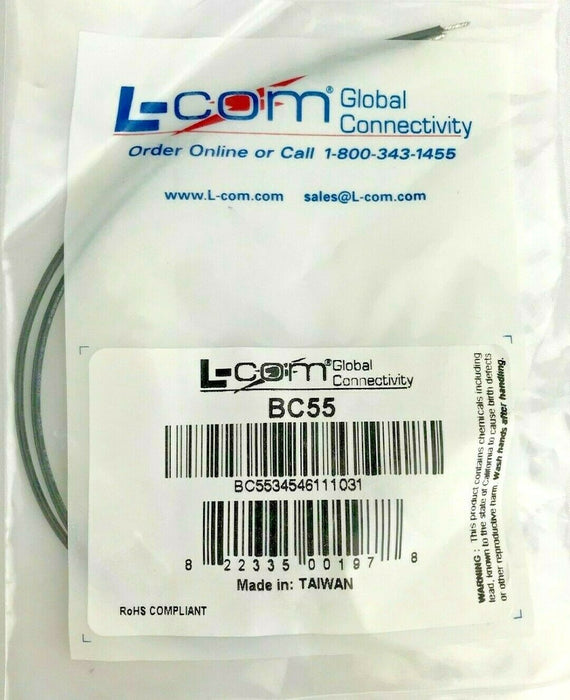 L-com® Global
Connectivity
Order Online or Call 1-800-343-1455
www.L-com.com sales@L-com.com
L-com® Global
Connectivity
BC55
BC5534546111031
8 22335 00197 8
Made in: TAIWAN
RoHS COMPLIANT
WARNING: This product contains chemicals including
lead, known to the state of California to cause birth defects
or other reproductive harm. Wash hands after handling.